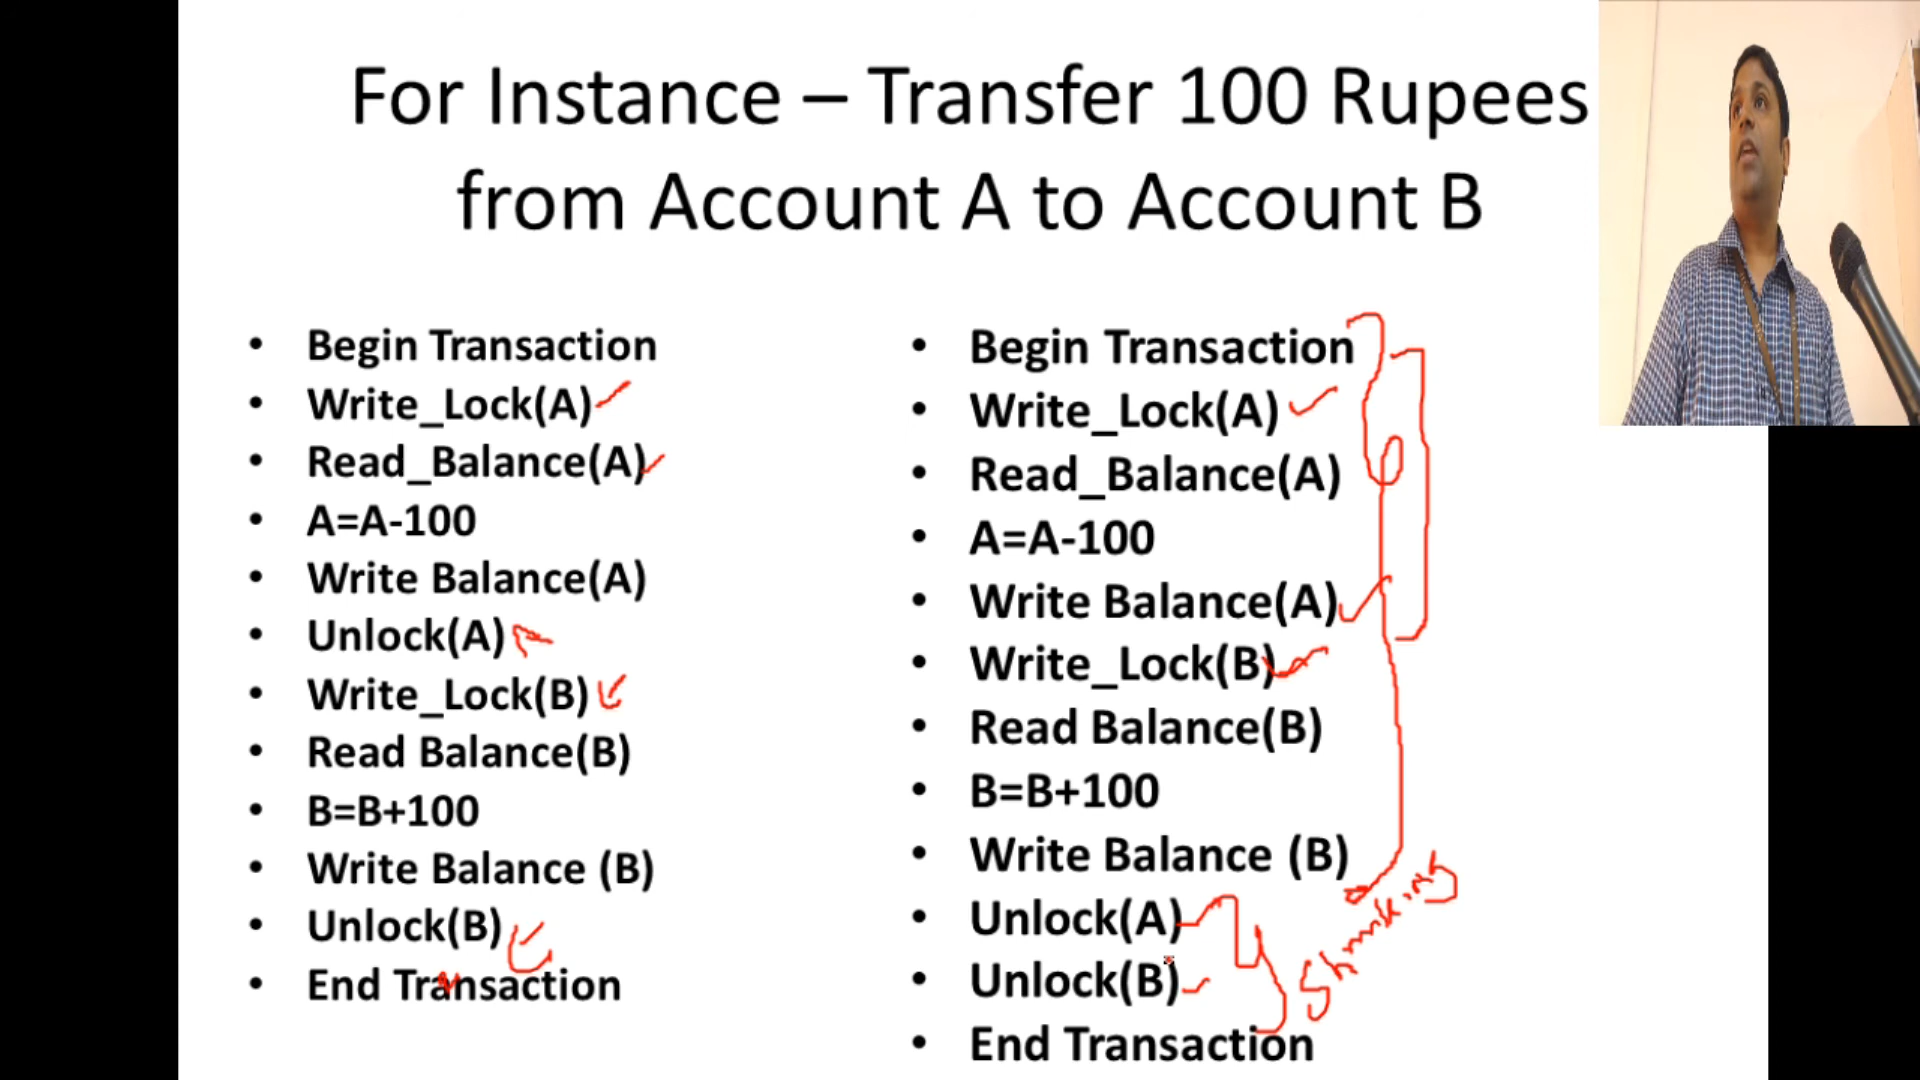 For Instance – Transfer 100 Rupees
from Account A to Account B
• Begin Transaction
• Write_Lock(A)
• Read_Balance(A)
• A=A-100
• Write Balance(A)
• Unlock(A)
• Write_Lock(B)
• Read Balance(B)
• B=B+100
• Write Balance (B)
• Unlock(B)
• End Transaction
• Begin Transaction
• Write_Lock(A)
• Read_Balance(A)
• A=A-100
• Write Balance(A)
• Write_Lock(B)
• Read Balance(B)
• B=B+100
• Write Balance (B)
• Unlock(A)
• Unlock(B)
• End Transaction
Shrinking